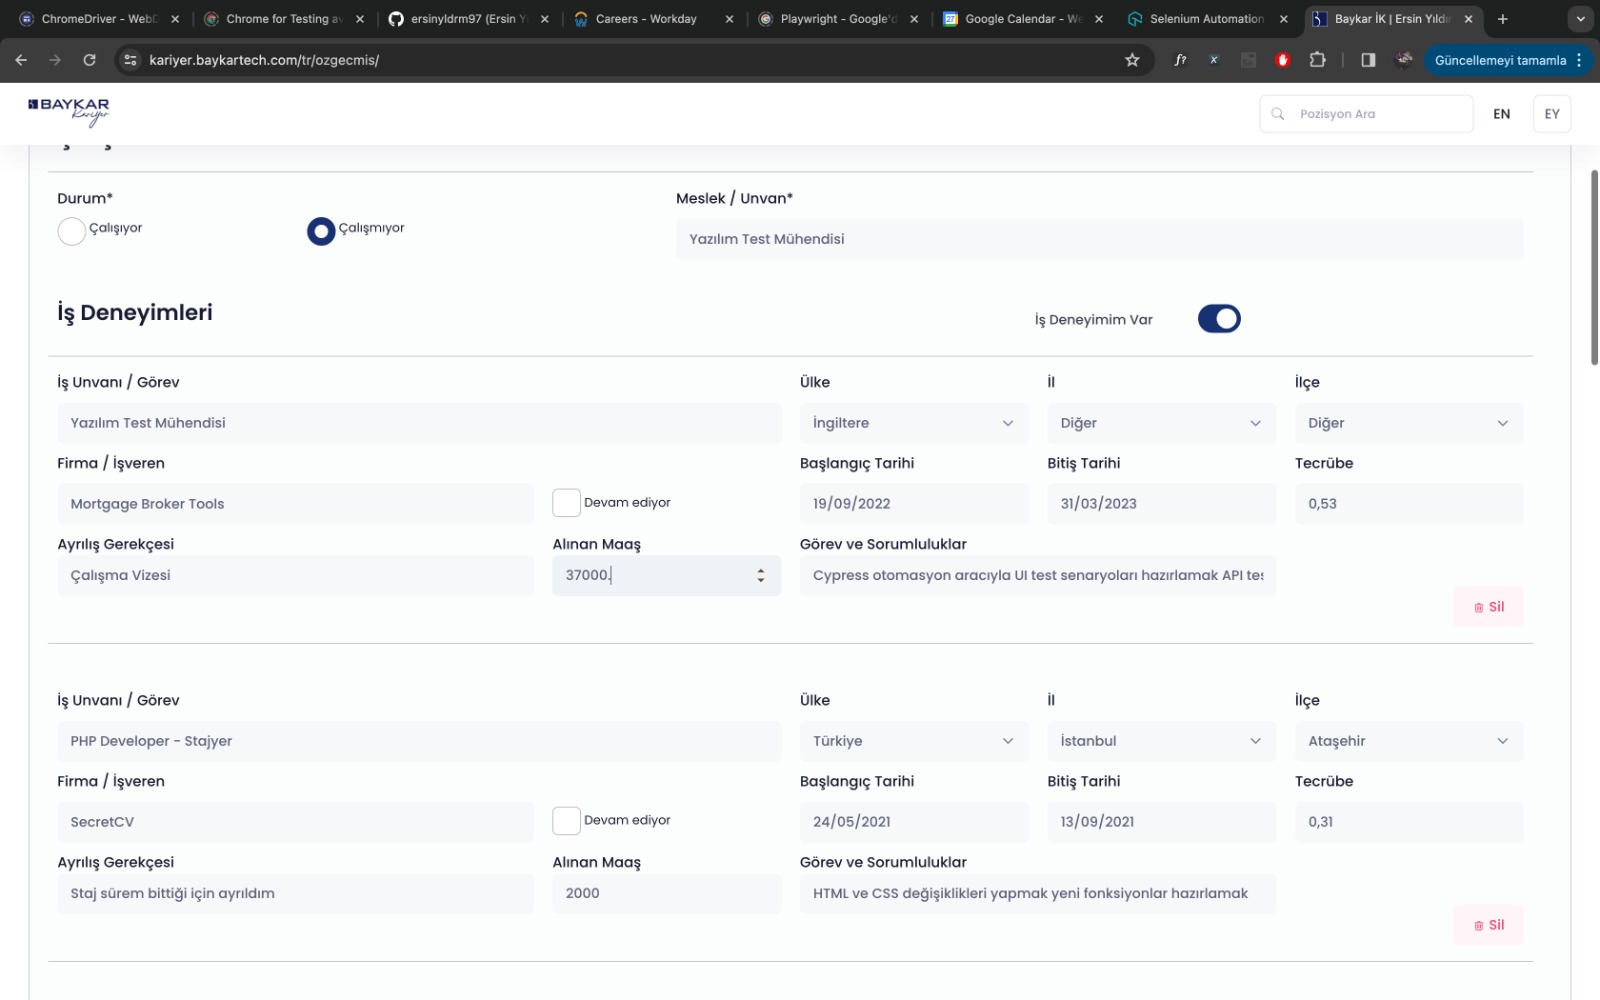 ChromeDriver - WebD
Chrome for Testing av
ersinyldrm97 (Ersin Y
Careers - Workday
Playwright - Google'd
Google Calendar - We
Selenium Automation
Baykar İK | Ersin Yıldır
kariyer.baykartech.com/tr/ozgecmis/
Güncellemeyi tamamla
BAYKAR
Kariyer
Pozisyon Ara
EN
EY
Durum*
Meslek / Unvan*
Çalışıyor
Çalışmıyor
Yazılım Test Mühendisi
İş Deneyimleri
İş Deneyimim Var
İş Unvanı / Görev
Ülke
İl
İlçe
Yazılım Test Mühendisi
İngiltere
Diğer
Diğer
Firma / İşveren
Başlangıç Tarihi
Bitiş Tarihi
Tecrübe
Mortgage Broker Tools
Devam ediyor
19/09/2022
31/03/2023
0,53
Ayrılış Gerekçesi
Alınan Maaş
Görev ve Sorumluluklar
Çalışma Vizesi
37000.
Cypress otomasyon aracıyla UI test senaryoları hazırlamak API tes
Sil
İş Unvanı / Görev
Ülke
İl
İlçe
PHP Developer - Stajyer
Türkiye
İstanbul
Ataşehir
Firma / İşveren
Başlangıç Tarihi
Bitiş Tarihi
Tecrübe
SecretCV
Devam ediyor
24/05/2021
13/09/2021
0,31
Ayrılış Gerekçesi
Alınan Maaş
Görev ve Sorumluluklar
Staj sürem bittiği için ayrıldım
2000
HTML ve CSS değişiklikleri yapmak yeni fonksiyonlar hazırlamak
Sil